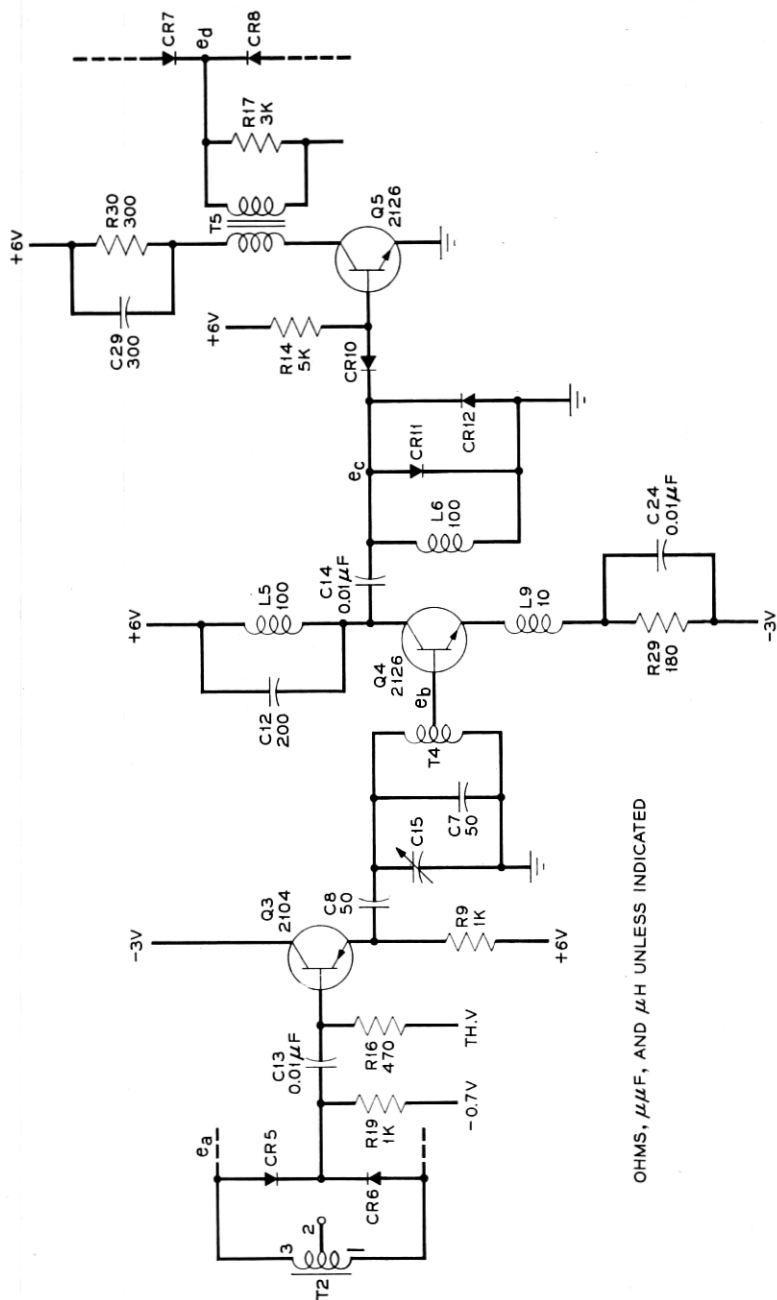 T2
3
2
1
eₐ
CR5
CR6
R19
1K
-0.7V
C13
0.01μF
R16
470
TH.V
-3V
Q3
2104
C8
50
R9
1K
+6V
C15
C7
50
T4
e_b
Q4
2126
+6V
C12
200
L5
100
C14
0.01μF
L9
10
R29
180
C24
0.01μF
-3V
L6
100
e_c
CR11
CR12
CR10
R14
5K
+6V
Q5
2126
T5
+6V
C29
300
R30
300
R17
3K
e_d
CR7
CR8
OHMS, μμF, AND μH UNLESS INDICATED